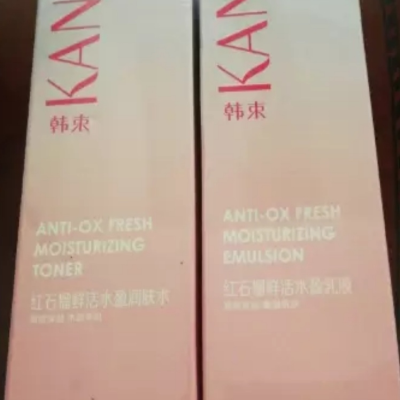 KAN
韩束
ANTI-OX FRESH
MOISTURIZING
TONER
红石榴鲜活水盈润肤水
KAN
韩束
ANTI-OX FRESH
MOISTURIZING
EMULSION
红石榴鲜活水盈乳液